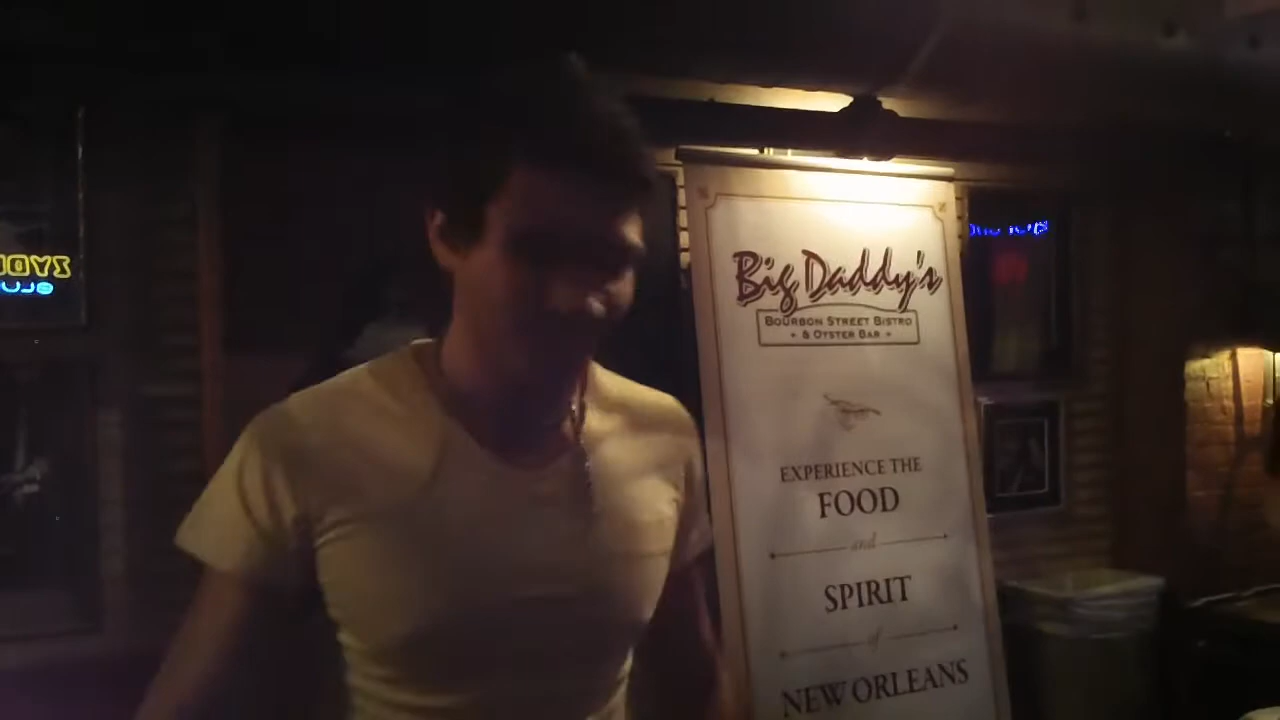 Big Daddy's
BOURBON STREET BISTRO
& OYSTER BAR
EXPERIENCE THE
FOOD
and
SPIRIT
of
NEW ORLEANS